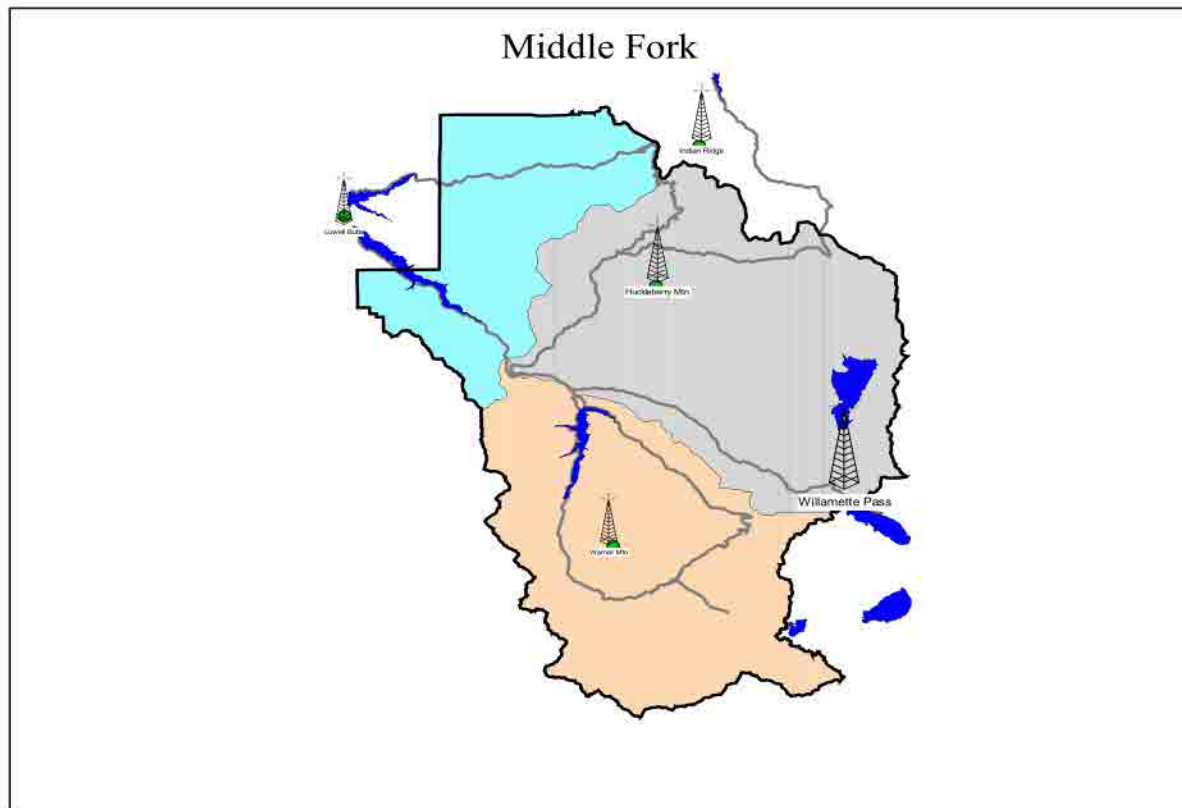 Middle Fork
Indian Ridge
Lowell Butte
Huckleberry Mtn
Willamette Pass
Warner Mtn